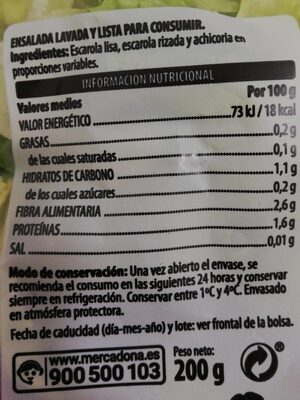 ENSALADA LAVADA Y LISTA PARA CONSUMIR.
Ingredientes: Escarola lisa, escarola rizada y achicoria en
proporciones variables.
INFORMACIÓN NUTRICIONAL
Valores medios Por 100 g
VALOR ENERGÉTICO 73 kJ / 18 kcal
GRASAS 0,2 g
de las cuales saturadas 0,1 g
HIDRATOS DE CARBONO 1,1 g
de los cuales azúcares 0,2 g
FIBRA ALIMENTARIA 2,6 g
PROTEÍNAS 1,6 g
SAL 0,01 g
Modo de conservación: Una vez abierto el envase, se
recomienda el consumo en las siguientes 24 horas y conservar
siempre en refrigeración. Conservar entre 1ºC y 4ºC. Envasado
en atmósfera protectora.
Fecha de caducidad (día-mes-año) y lote: ver frontal de la bolsa.
www.mercadona.es
900 500 103
Peso neto:
200 g